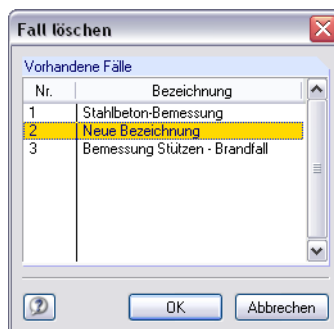 Fall löschen
Vorhandene Fälle
Nr. Bezeichnung
1 Stahlbeton-Bemessung
2 Neue Bezeichnung
3 Bemessung Stützen - Brandfall
OK Abbrechen